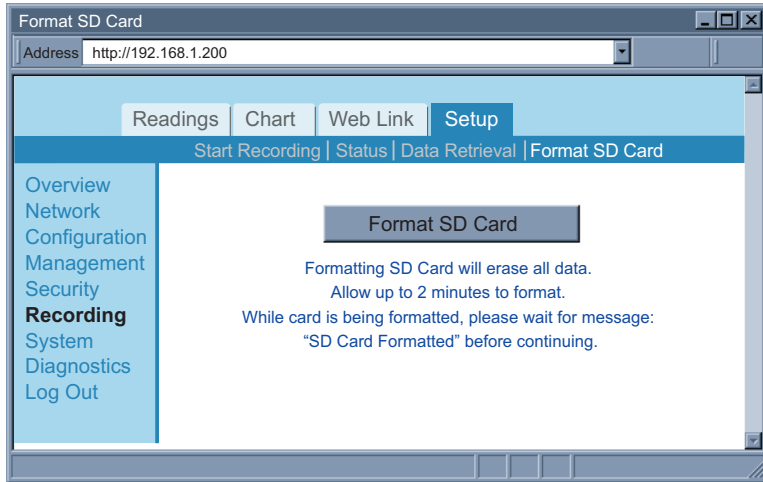 Format SD Card
Address http://192.168.1.200
Readings Chart Web Link Setup
Start Recording | Status | Data Retrieval | Format SD Card
Overview
Network
Configuration
Management
Security
Recording
System
Diagnostics
Log Out
Format SD Card
Formatting SD Card will erase all data.
Allow up to 2 minutes to format.
While card is being formatted, please wait for message:
“SD Card Formatted” before continuing.